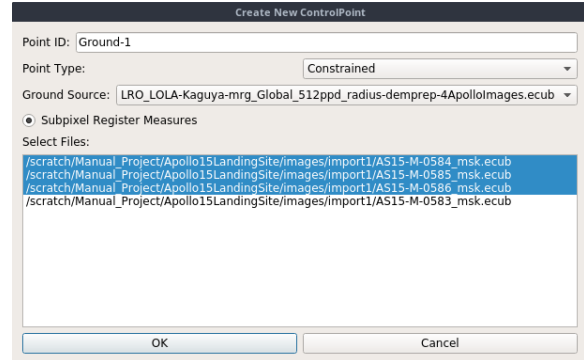 Create New ControlPoint
Point ID: Ground-1
Point Type: Constrained
Ground Source: LRO_LOLA-Kaguya-mrg_Global_512ppd_radius-demprep-4ApolloImages.ecub
Subpixel Register Measures
Select Files:
/scratch/Manual_Project/Apollo15LandingSite/images/import1/AS15-M-0584_msk.ecub
/scratch/Manual_Project/Apollo15LandingSite/images/import1/AS15-M-0585_msk.ecub
/scratch/Manual_Project/Apollo15LandingSite/images/import1/AS15-M-0586_msk.ecub
/scratch/Manual_Project/Apollo15LandingSite/images/import1/AS15-M-0583_msk.ecub
OK Cancel